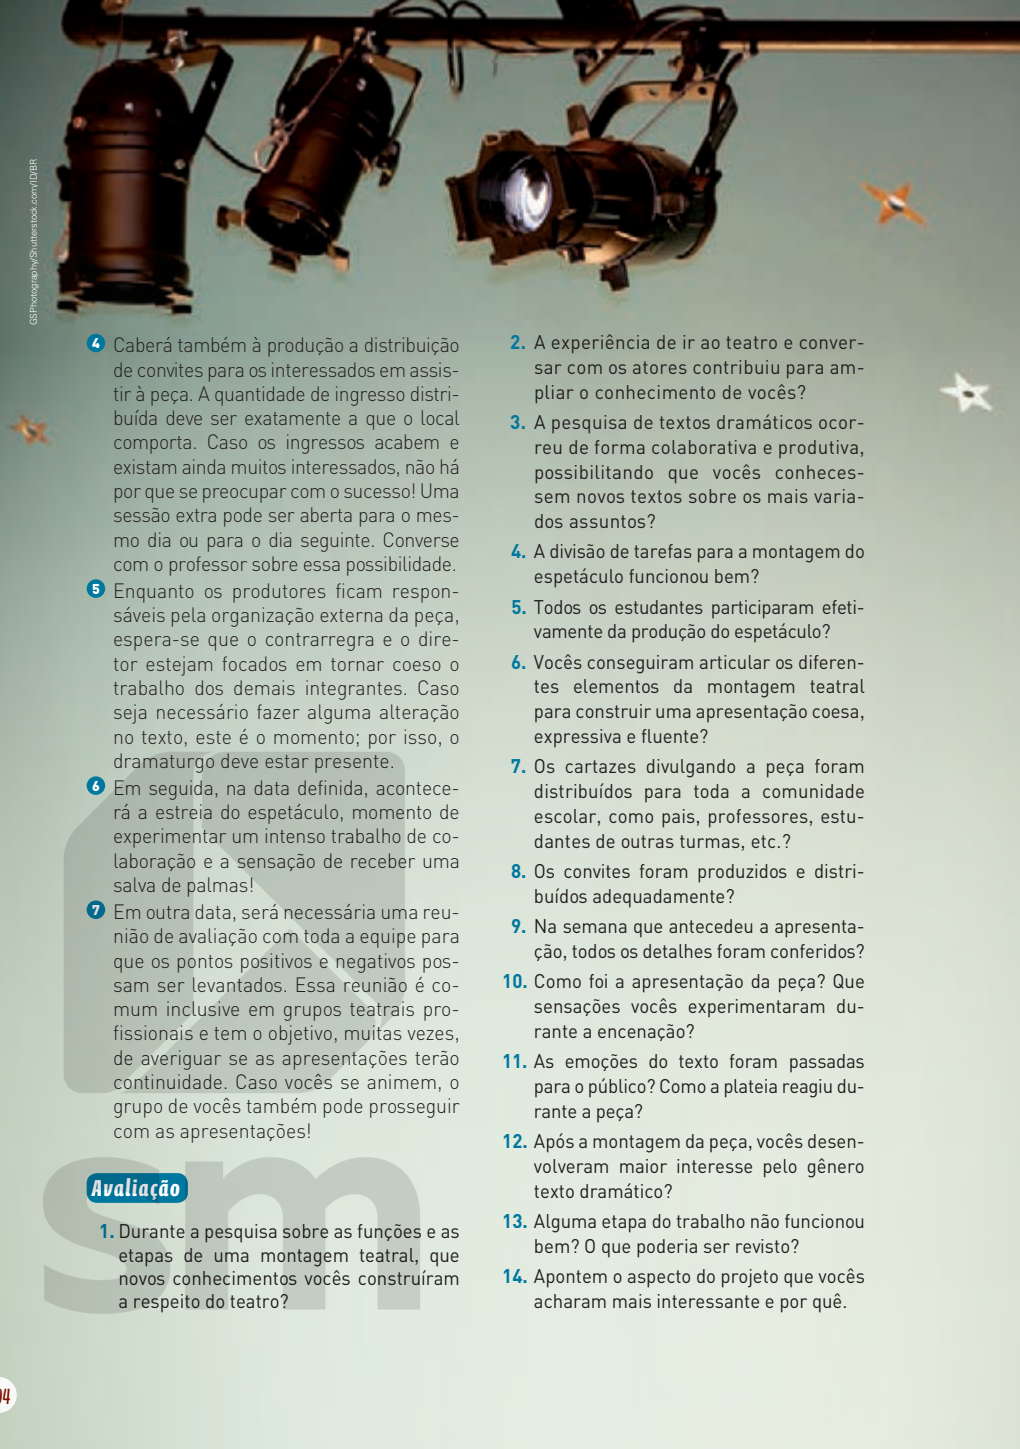 GSPhotography/Shutterstock.com/ID/BR
4 Caberá também à produção a distribuição
de convites para os interessados em assis-
tir à peça. A quantidade de ingresso distri-
buída deve ser exatamente a que o local
comporta. Caso os ingressos acabem e
existam ainda muitos interessados, não há
por que se preocupar com o sucesso! Uma
sessão extra pode ser aberta para o mes-
mo dia ou para o dia seguinte. Converse
com o professor sobre essa possibilidade.
5 Enquanto os produtores ficam respon-
sáveis pela organização externa da peça,
espera-se que o contrarregra e o dire-
tor estejam focados em tornar coeso o
trabalho dos demais integrantes. Caso
seja necessário fazer alguma alteração
no texto, este é o momento; por isso, o
dramaturgo deve estar presente.
6 Em seguida, na data definida, acontece-
rá a estreia do espetáculo, momento de
experimentar um intenso trabalho de co-
laboração e a sensação de receber uma
salva de palmas!
7 Em outra data, será necessária uma reu-
nião de avaliação com toda a equipe para
que os pontos positivos e negativos pos-
sam ser levantados. Essa reunião é co-
mum inclusive em grupos teatrais pro-
fissionais e tem o objetivo, muitas vezes,
de averiguar se as apresentações terão
continuidade. Caso vocês se animem, o
grupo de vocês também pode prosseguir
com as apresentações!
sm
Avaliação
1. Durante a pesquisa sobre as funções e as
etapas de uma montagem teatral, que
novos conhecimentos vocês construíram
a respeito do teatro?
2. A experiência de ir ao teatro e conver-
sar com os atores contribuiu para am-
pliar o conhecimento de vocês?
3. A pesquisa de textos dramáticos ocor-
reu de forma colaborativa e produtiva,
possibilitando que vocês conheces-
sem novos textos sobre os mais varia-
dos assuntos?
4. A divisão de tarefas para a montagem do
espetáculo funcionou bem?
5. Todos os estudantes participaram efeti-
vamente da produção do espetáculo?
6. Vocês conseguiram articular os diferen-
tes elementos da montagem teatral
para construir uma apresentação coesa,
expressiva e fluente?
7. Os cartazes divulgando a peça foram
distribuídos para toda a comunidade
escolar, como pais, professores, estu-
dantes de outras turmas, etc.?
8. Os convites foram produzidos e distri-
buídos adequadamente?
9. Na semana que antecedeu a apresenta-
ção, todos os detalhes foram conferidos?
10. Como foi a apresentação da peça? Que
sensações vocês experimentaram du-
rante a encenação?
11. As emoções do texto foram passadas
para o público? Como a plateia reagiu du-
rante a peça?
12. Após a montagem da peça, vocês desen-
volveram maior interesse pelo gênero
texto dramático?
13. Alguma etapa do trabalho não funcionou
bem? O que poderia ser revisto?
14. Apontem o aspecto do projeto que vocês
acharam mais interessante e por quê.